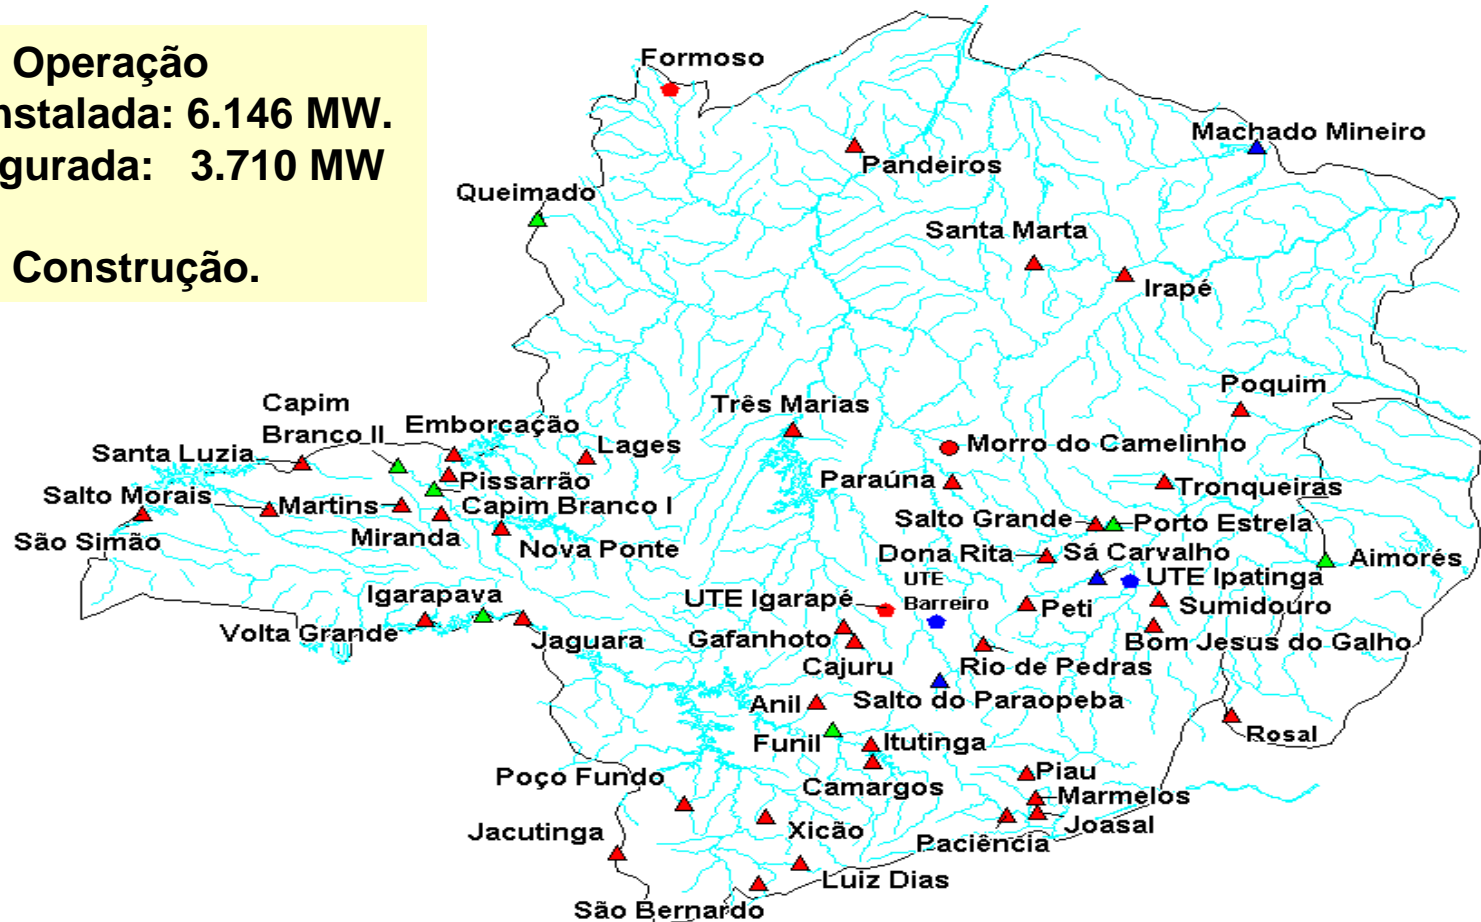 Operação
nstalada: 6.146 MW.
gurada: 3.710 MW
Construção.
Formoso
Machado Mineiro
Pandeiros
Queimado
Santa Marta
Irapé
Poquim
Capim
Branco II
Emborcação
Três Marias
Lages
Morro do Camelinho
Santa Luzia
Pissarrão
Paraúna
Tronqueiras
Salto Morais
Martins
Capim Branco I
Salto Grande
Porto Estrela
São Simão
Miranda
Nova Ponte
Dona Rita
Sá Carvalho
Aimorés
UTE
Barreiro
UTE Ipatinga
Igarapava
UTE Igarapé
Peti
Sumidouro
Volta Grande
Jaguara
Gafanhoto
Bom Jesus do Galho
Cajuru
Rio de Pedras
Anil
Salto do Paraopeba
Rosal
Funil
Itutinga
Poço Fundo
Camargos
Piau
Marmelos
Jacutinga
Xicão
Joasal
Paciência
Luiz Dias
São Bernardo